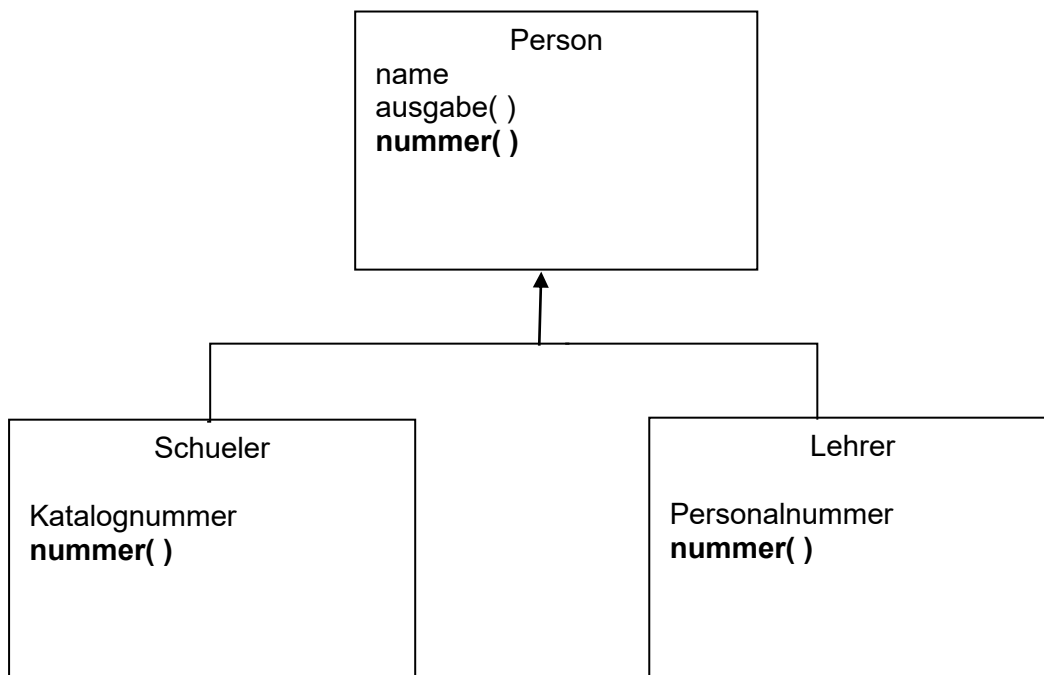 Person
name
ausgabe( )
nummer( )
Schueler
Katalognummer
nummer( )
Lehrer
Personalnummer
nummer( )